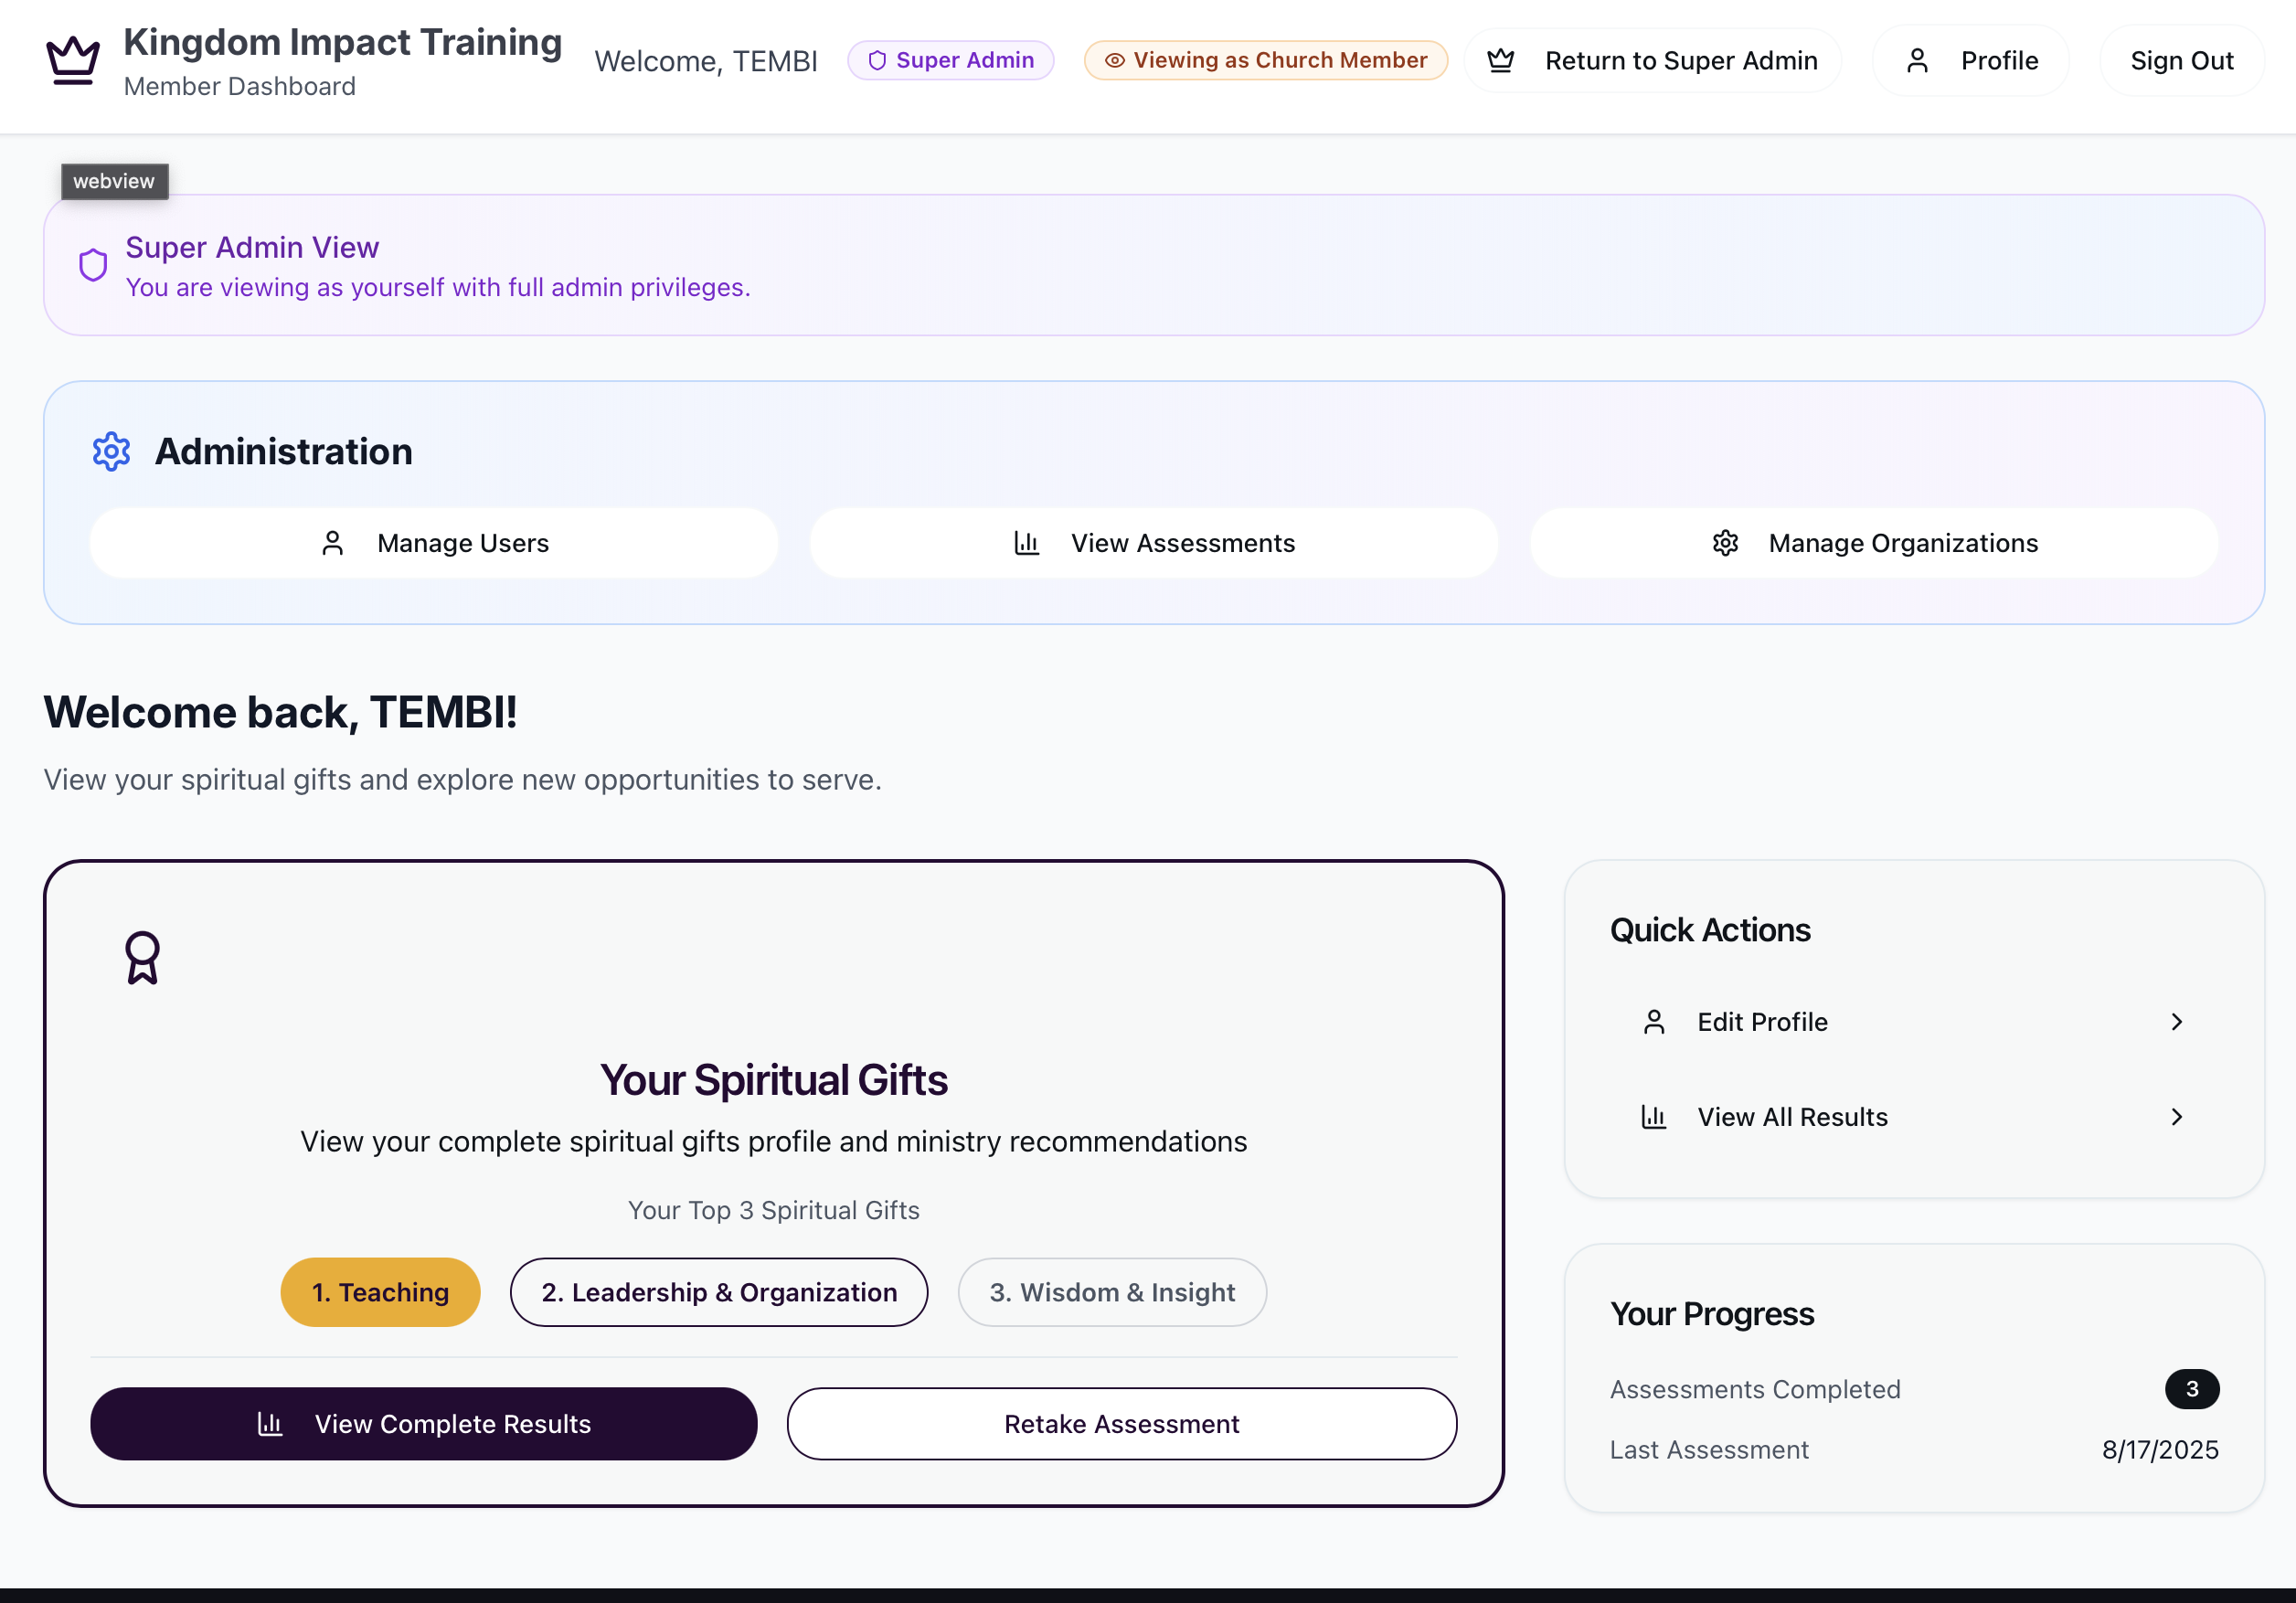 Kingdom Impact Training
Member Dashboard
Welcome, TEMBI
Super Admin
Viewing as Church Member
Return to Super Admin
Profile
Sign Out
webview
Super Admin View
You are viewing as yourself with full admin privileges.
Administration
Manage Users
View Assessments
Manage Organizations
Welcome back, TEMBI!
View your spiritual gifts and explore new opportunities to serve.
Your Spiritual Gifts
View your complete spiritual gifts profile and ministry recommendations
Your Top 3 Spiritual Gifts
1. Teaching
2. Leadership & Organization
3. Wisdom & Insight
View Complete Results
Retake Assessment
Quick Actions
Edit Profile
View All Results
Your Progress
Assessments Completed 3
Last Assessment 8/17/2025